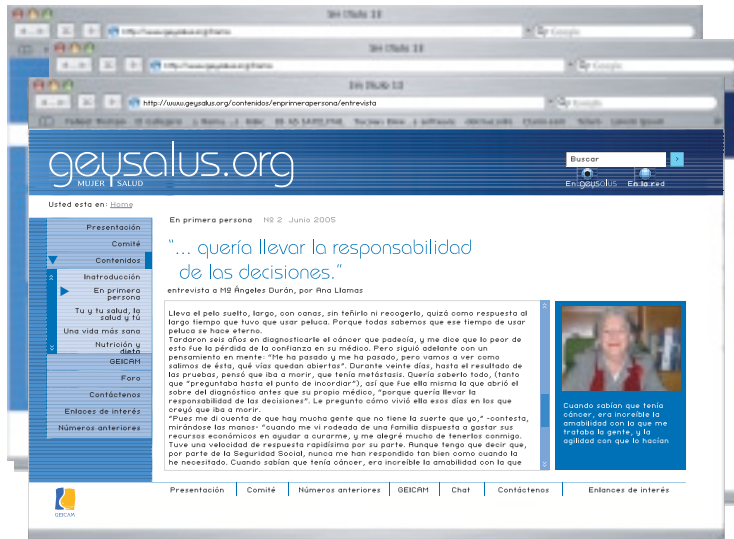 Sin título 13
Sin título 13
Sin título 13
http://www.geysalus.org/contenidos/enprimerapersona/entrevista
geysalus.org
MUJER SALUD
Buscar
En geysalus
En la red
Usted esta en: Home
Presentación
Comité
Contenidos
Inatroducción
En primera
persona
Tu y tu salud, la
salud y tú
Una vida más sana
Nutrición y
dieta
GEICAM
Foro
Contáctenos
Enlaces de interés
Números anteriores
En primera persona Nº 2 Junio 2005
“... quería llevar la responsabilidad
de las decisiones.”
entrevista a Mª Ángeles Durán, por Ana Llamas
Lleva el pelo suelto, largo, con canas, sin teñirlo ni recogerlo, quizá como respuesta al
largo tiempo que tuvo que usar peluca. Porque todas sabemos que ese tiempo de usar
peluca se hace eterno.
Tardaron seis años en diagnosticarle el cáncer que padecía, y me dice que lo peor de
esto fue la pérdida de la confianza en su médico. Pero siguió adelante con un
pensamiento en mente: “Me ha pasado y me ha pasado, pero vamos a ver como
salimos de ésta, qué vías quedan abiertas”. Durante veinte días, hasta el resultado de
las pruebas, pensó que iba a morir, que tenía metástasis. Quería saberlo todo, (tanto
que “preguntaba hasta el punto de incordiar”), así que fue ella misma la que abrió el
sobre del diagnóstico antes que su propio médico, “porque quería llevar la
responsabilidad de las decisiones”. Le pregunto cómo vivió ella esos días en los que
creyó que iba a morir.
“Pues me di cuenta de que hay mucha gente que no tiene la suerte que yo,” -contesta,
mirándose las manos- “cuando me vi rodeada de una familia dispuesta a gastar sus
recursos económicos en ayudar a curarme, y me alegré mucho de tenerlos conmigo.
Tuve una velocidad de respuesta rapidísima por su parte. Aunque tenga que decir que,
por parte de la Seguridad Social, nunca me han respondido tan bien como cuando la
he necesitado. Cuando sabían que tenía cáncer, era increíble la amabilidad con la que
Cuando sabían que tenía
cáncer, era increíble la
amabilidad con la que me
trataba la gente, y la
agilidad con que lo hacían
GEICAM
Presentación Comité Números anteriores GEICAM Chat Contáctenos Enlances de interés